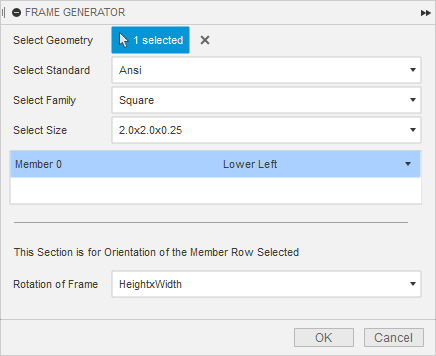 FRAME GENERATOR
Select Geometry 1 selected
Select Standard Ansi
Select Family Square
Select Size 2.0x2.0x0.25
Member 0 Lower Left
This Section is for Orientation of the Member Row Selected
Rotation of Frame HeightxWidth
OK Cancel